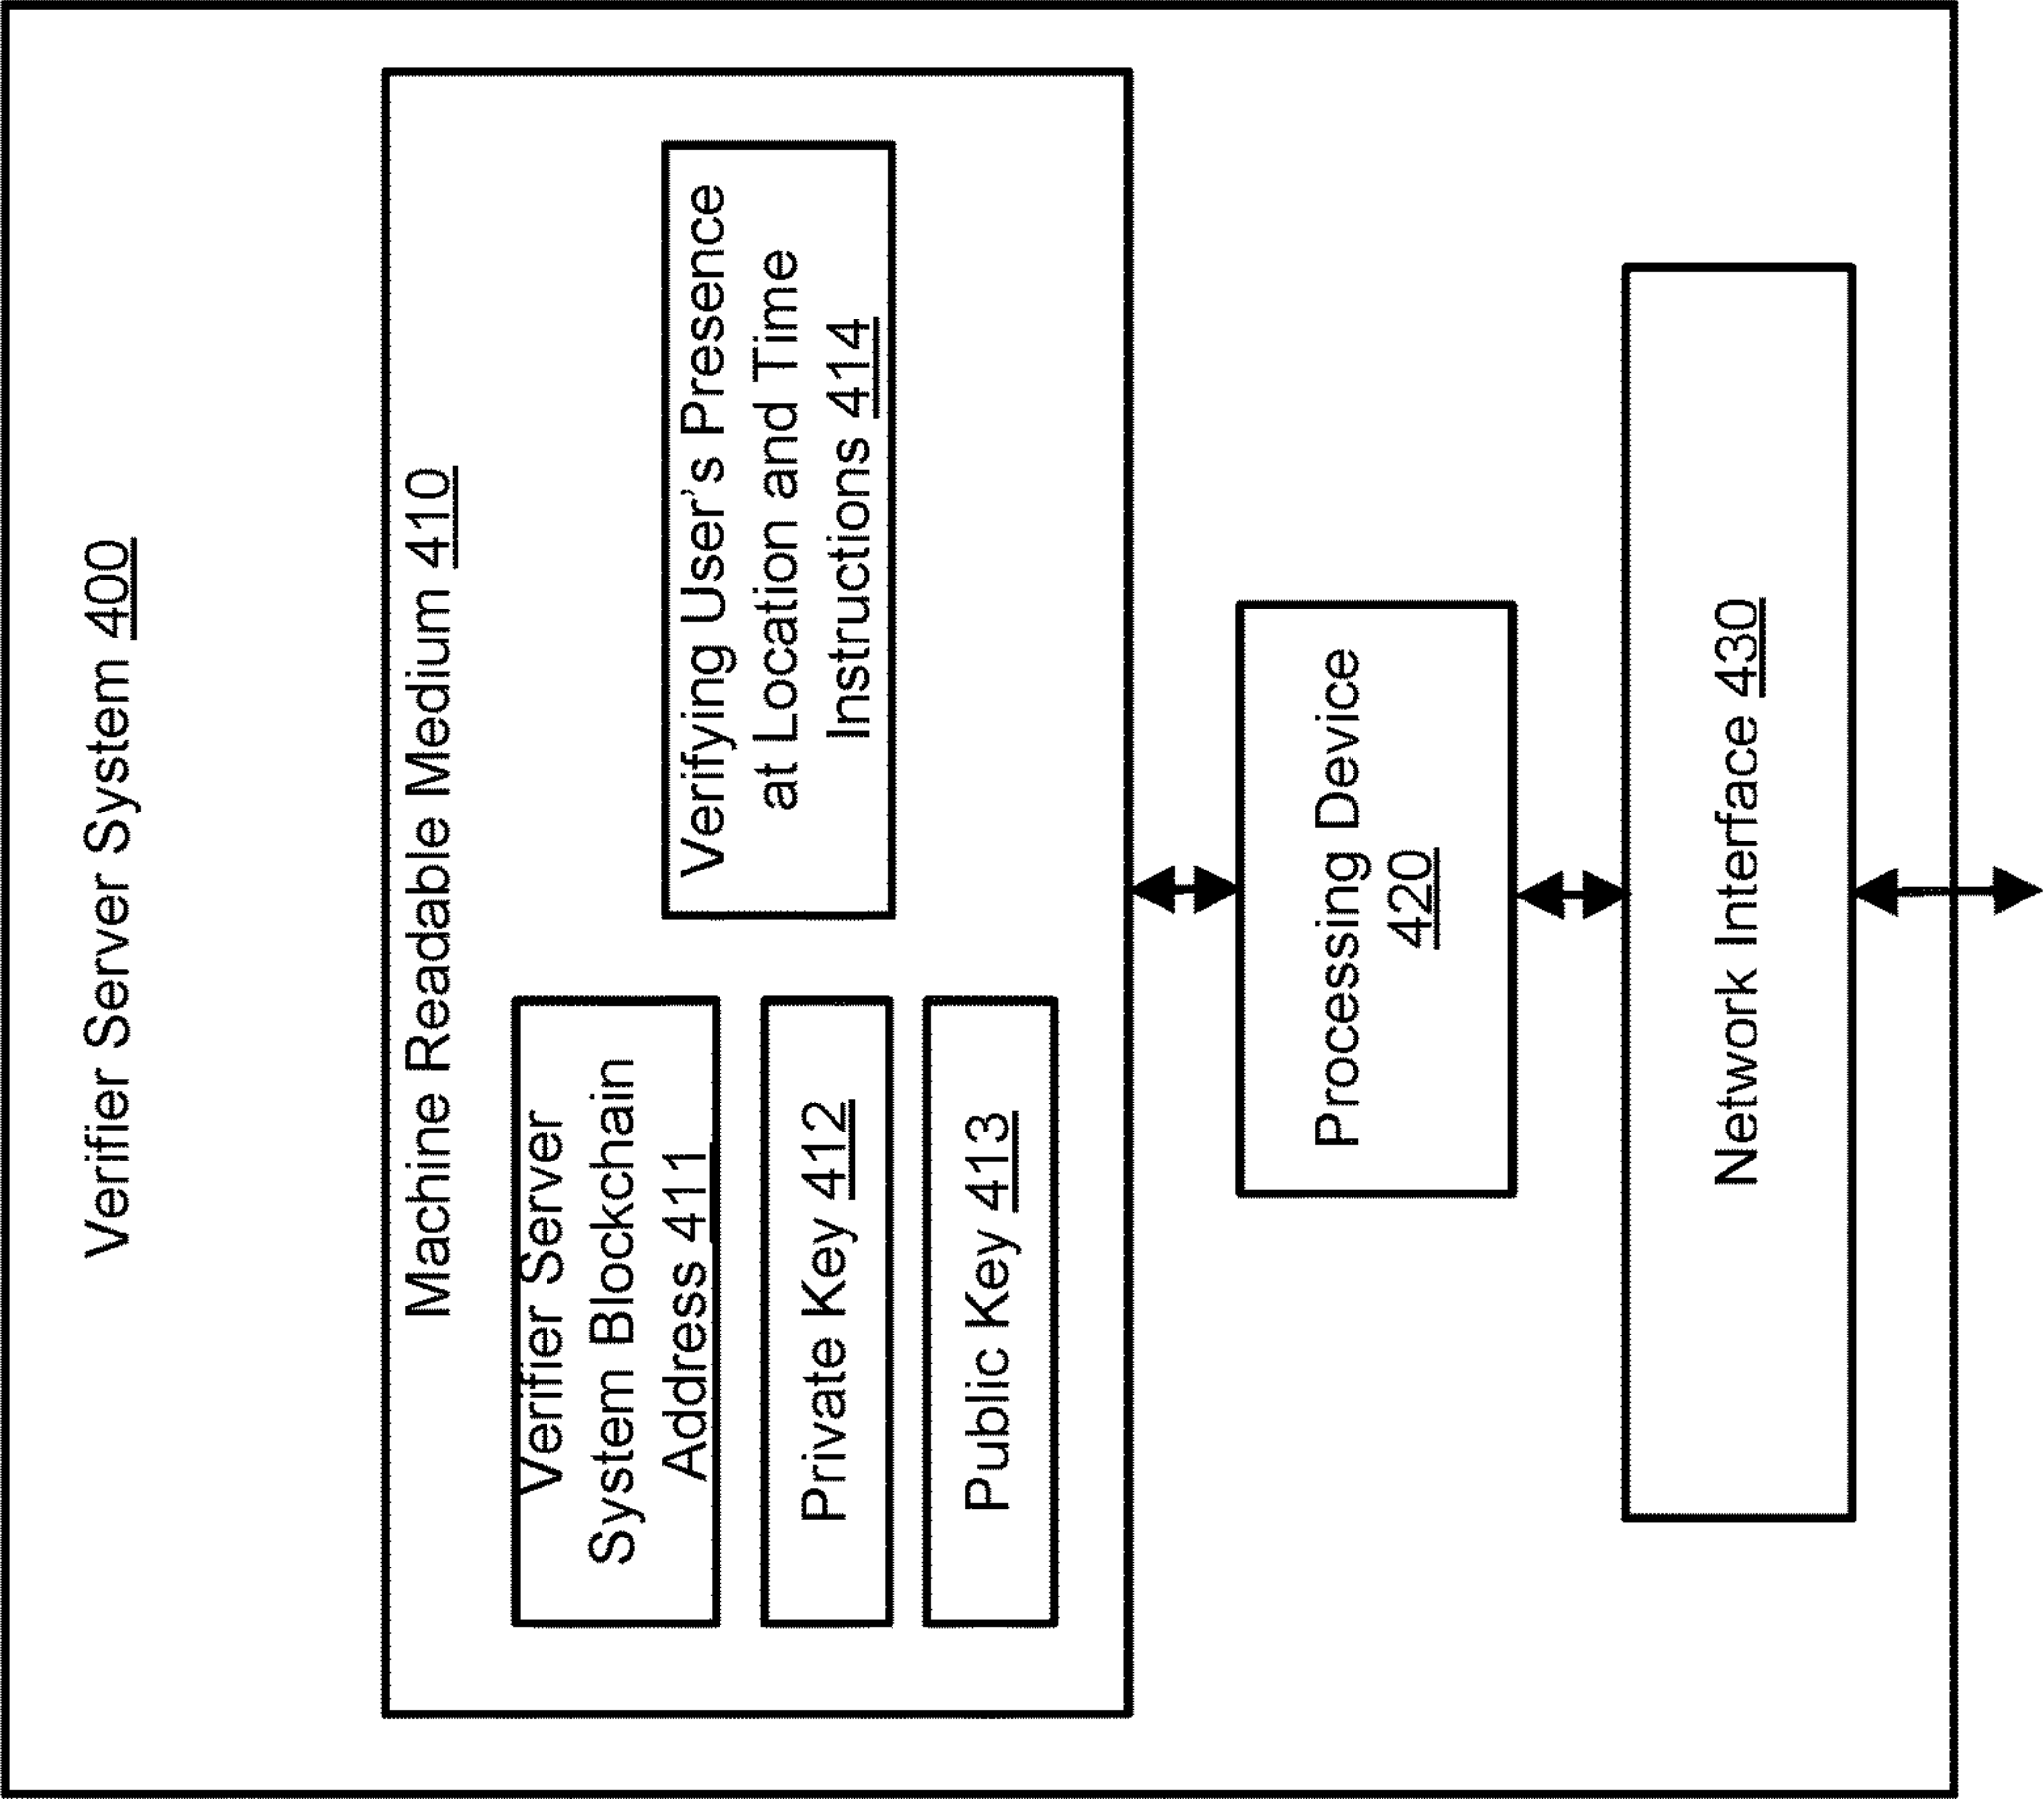 Verifier Server System 400
Machine Readable Medium 410
Verifier Server
System Blockchain
Address 411
Private Key 412
Public Key 413
Verifying User's Presence
at Location and Time
Instructions 414
Processing Device
420
Network Interface 430